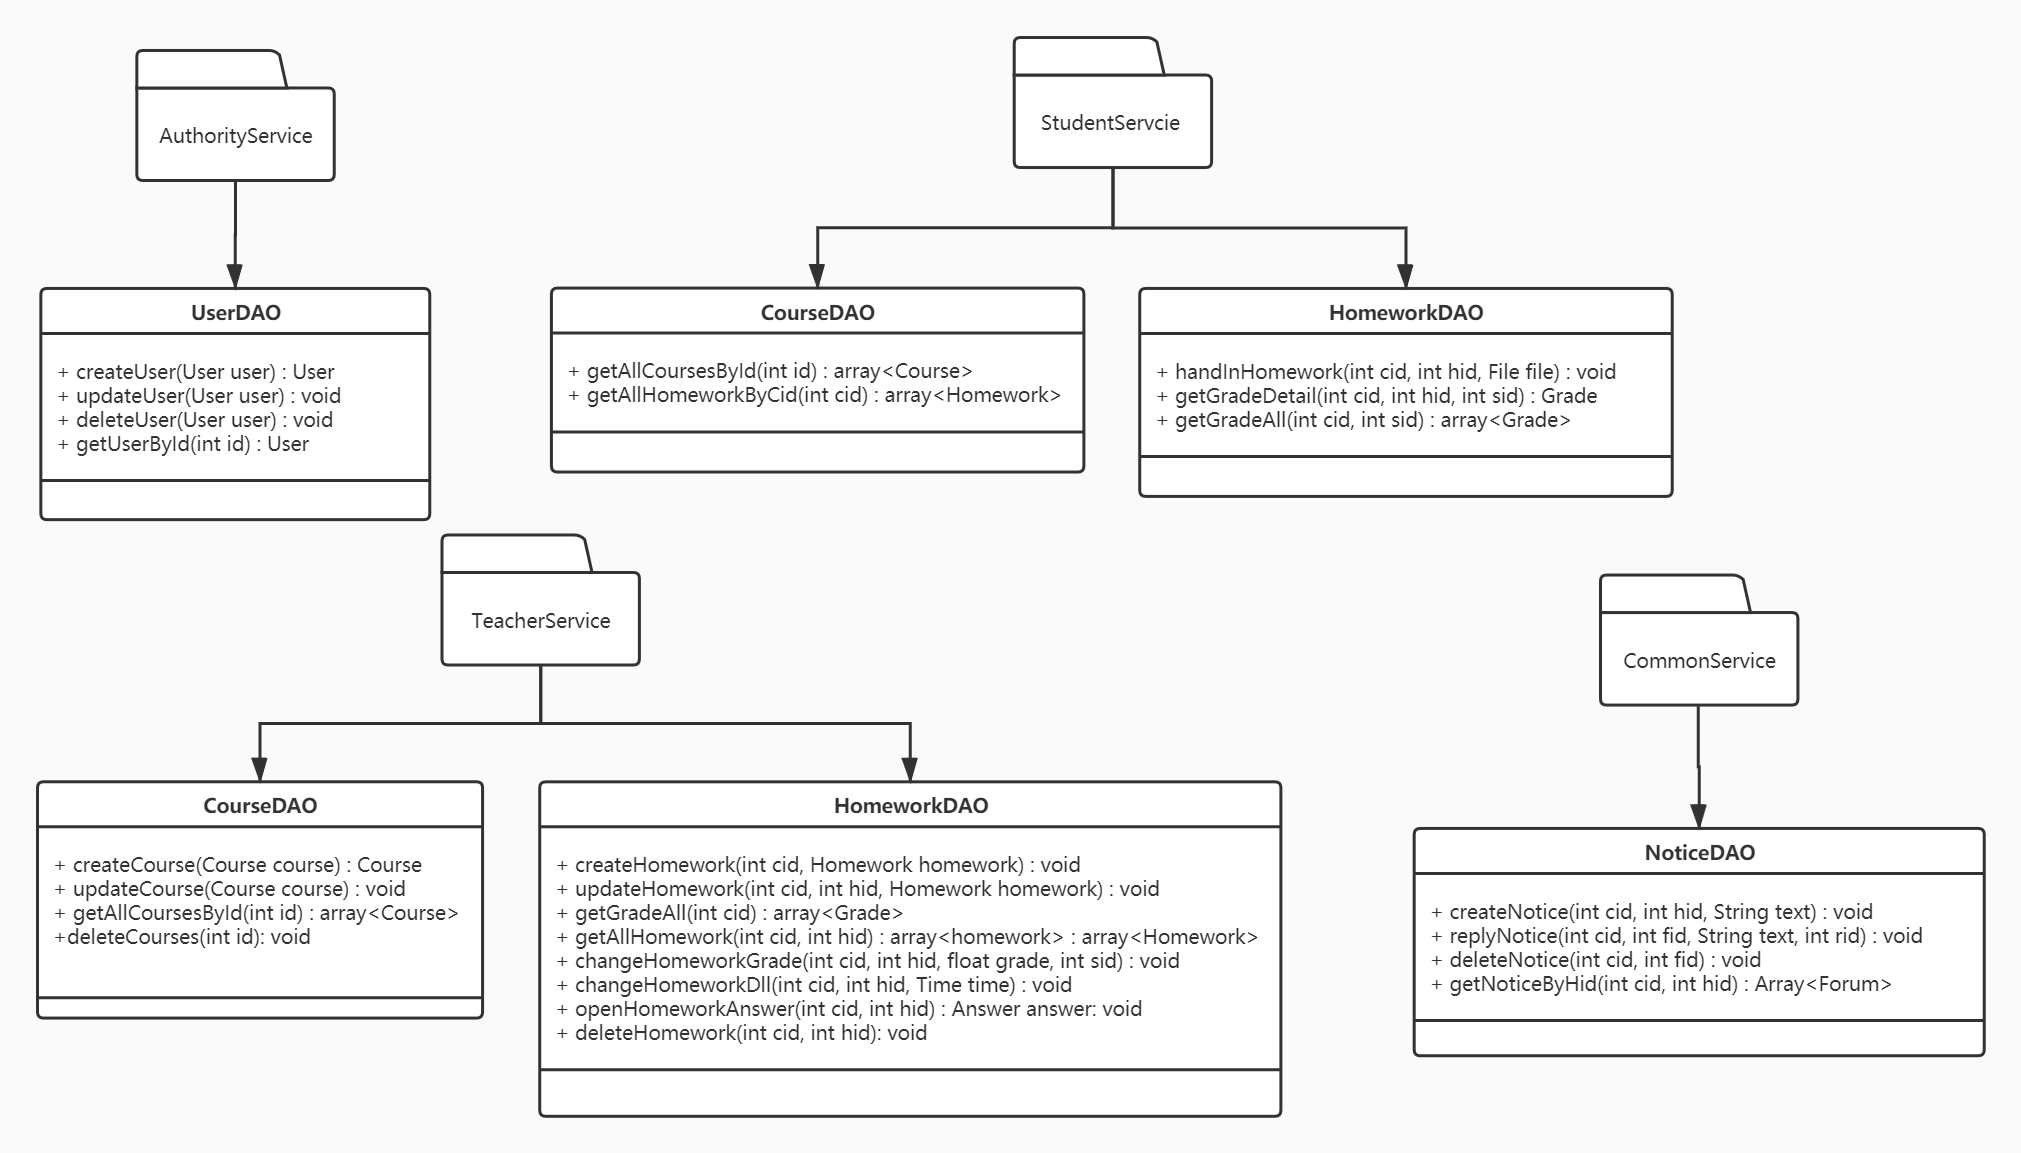 AuthorityService
StudentServcie
UserDAO
+ createUser(User user) : User
+ updateUser(User user) : void
+ deleteUser(User user) : void
+ getUserById(int id) : User
CourseDAO
+ getAllCoursesById(int id) : array<Course>
+ getAllHomeworkByCid(int cid) : array<Homework>
HomeworkDAO
+ handInHomework(int cid, int hid, File file) : void
+ getGradeDetail(int cid, int hid, int sid) : Grade
+ getGradeAll(int cid, int sid) : array<Grade>
TeacherService
CommonService
CourseDAO
+ createCourse(Course course) : Course
+ updateCourse(Course course) : void
+ getAllCoursesById(int id) : array<Course>
+deleteCourses(int id): void
HomeworkDAO
+ createHomework(int cid, Homework homework) : void
+ updateHomework(int cid, int hid, Homework homework) : void
+ getGradeAll(int cid) : array<Grade>
+ getAllHomework(int cid, int hid) : array<homework> : array<Homework>
+ changeHomeworkGrade(int cid, int hid, float grade, int sid) : void
+ changeHomeworkDll(int cid, int hid, Time time) : void
+ openHomeworkAnswer(int cid, int hid) : Answer answer: void
+ deleteHomework(int cid, int hid): void
NoticeDAO
+ createNotice(int cid, int hid, String text) : void
+ replyNotice(int cid, int fid, String text, int rid) : void
+ deleteNotice(int cid, int fid) : void
+ getNoticeByHid(int cid, int hid) : Array<Forum>